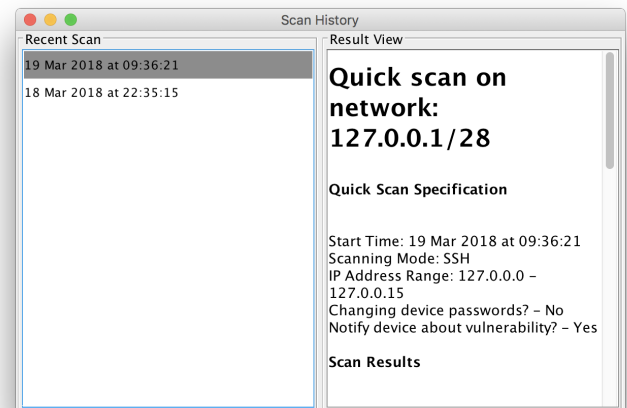 Scan History
Recent Scan
19 Mar 2018 at 09:36:21
18 Mar 2018 at 22:35:15
Result View
Quick scan on
network:
127.0.0.1/28
Quick Scan Specification
Start Time: 19 Mar 2018 at 09:36:21
Scanning Mode: SSH
IP Address Range: 127.0.0.0 –
127.0.0.15
Changing device passwords? – No
Notify device about vulnerability? – Yes
Scan Results